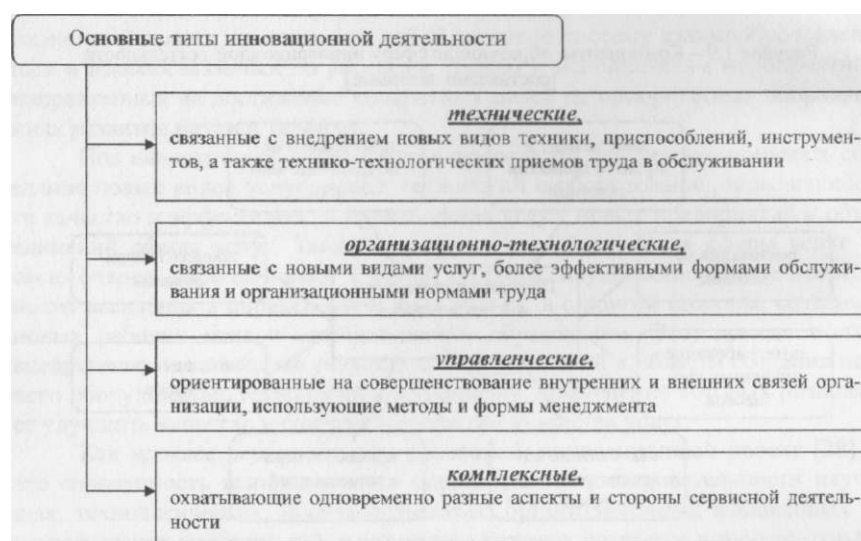 Основные типы инновационной деятельности
технические,
связанные с внедрением новых видов техники, приспособлений, инструмен-
тов, а также технико-технологических приемов труда в обслуживании
организационно-технологические,
связанные с новыми видами услуг, более эффективными формами обслужи-
вания и организационными нормами труда
управленческие,
ориентированные на совершенствование внутренних и внешних связей орга-
низации, использующие методы и формы менеджмента
комплексные,
охватывающие одновременно разные аспекты и стороны сервисной деятель-
ности